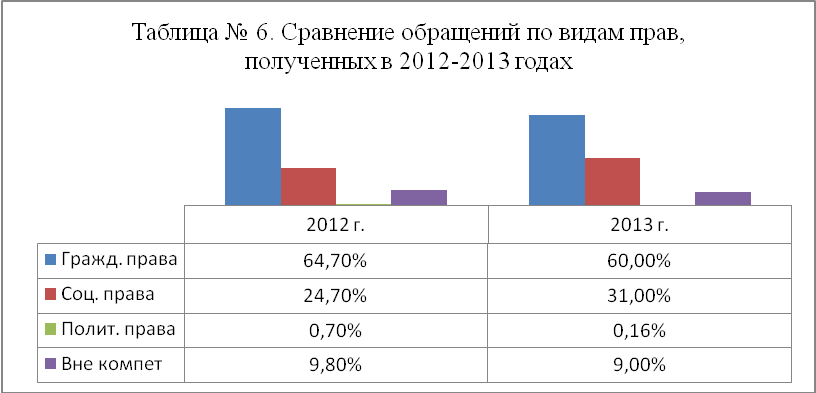 Таблица № 6. Сравнение обращений по видам прав,
полученных в 2012-2013 годах
2012 г. 2013 г.
Гражд. права 64,70% 60,00%
Соц. права 24,70% 31,00%
Полит. права 0,70% 0,16%
Вне компет 9,80% 9,00%